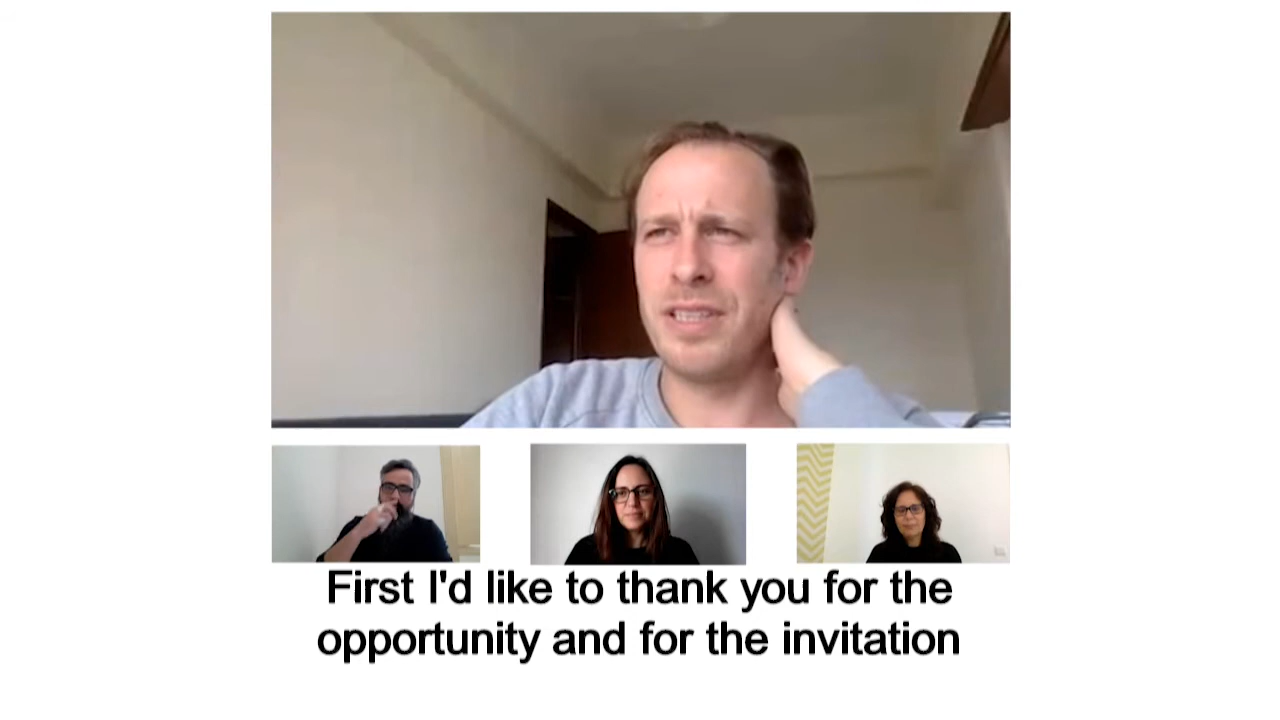 First I'd like to thank you for the
opportunity and for the invitation